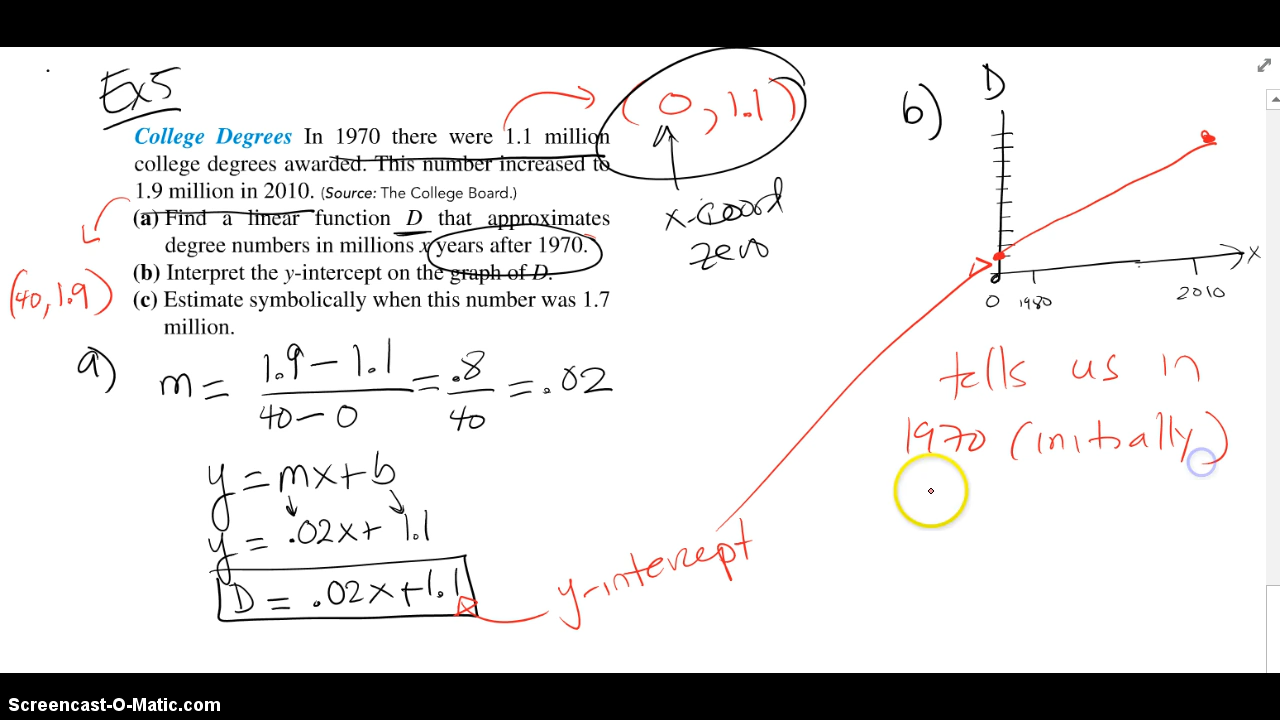 Ex5
(0, 1.1)
College Degrees In 1970 there were 1.1 million
college degrees awarded. This number increased to
1.9 million in 2010. (Source: The College Board.)
(a) Find a linear function D that approximates
degree numbers in millions x years after 1970.
(b) Interpret the y-intercept on the graph of D.
(c) Estimate symbolically when this number was 1.7
million.
x-coord
zero
(40, 1.9)
a)
m = 1.9 - 1.1 / 40 - 0 = .8 / 40 = .02
y = mx + b
y = .02x + 1.1
D = .02x + 1.1
y-intercept
b)
D
x
0 1980 2010
tells us in
1970 (initially)
Screencast-O-Matic.com